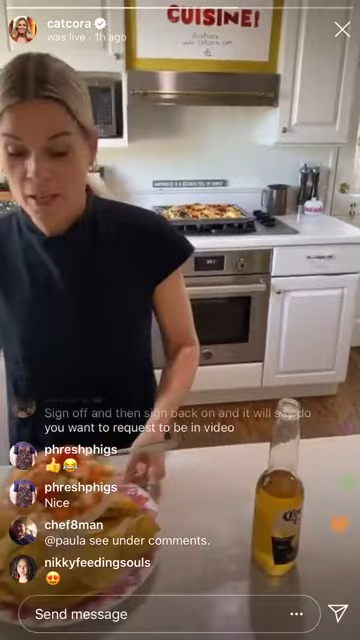 catcora
was live · 1h ago
CUISINE!
Sign off and then sign back on and it will say do
you want to request to be in video
phreshphigs
👍😂
phreshphigs
Nice
chef8man
@paula see under comments.
nikkyfeedingsouls
😍
Send message